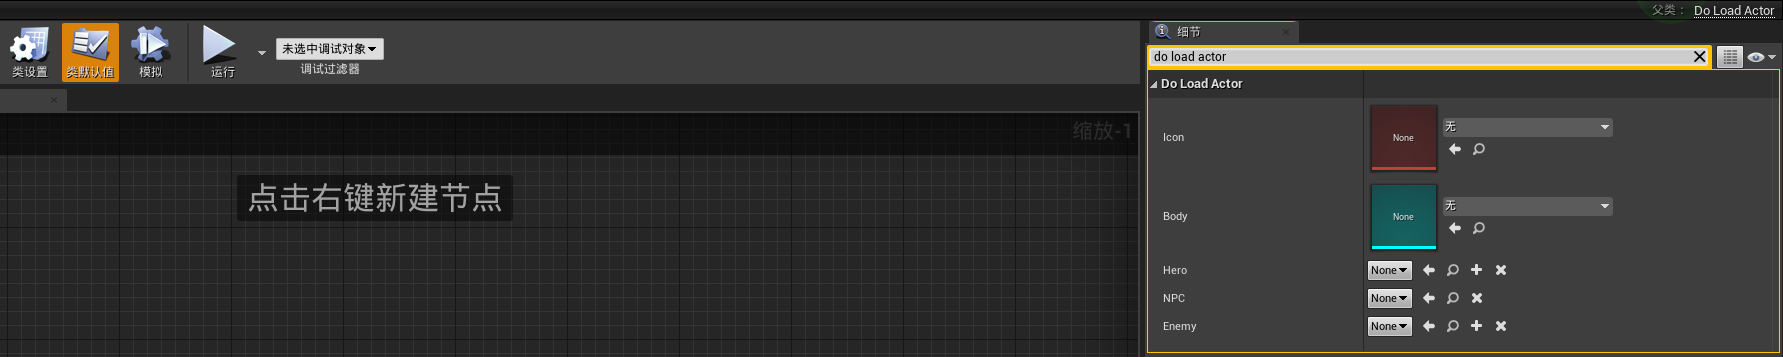 父类： Do Load Actor
类设置
类默认值
模拟
运行
未选中调试对象
调试过滤器
细节
do load actor
Do Load Actor
缩放-1
点击右键新建节点
Icon
None
无
Body
None
无
Hero
None
NPC
None
Enemy
None